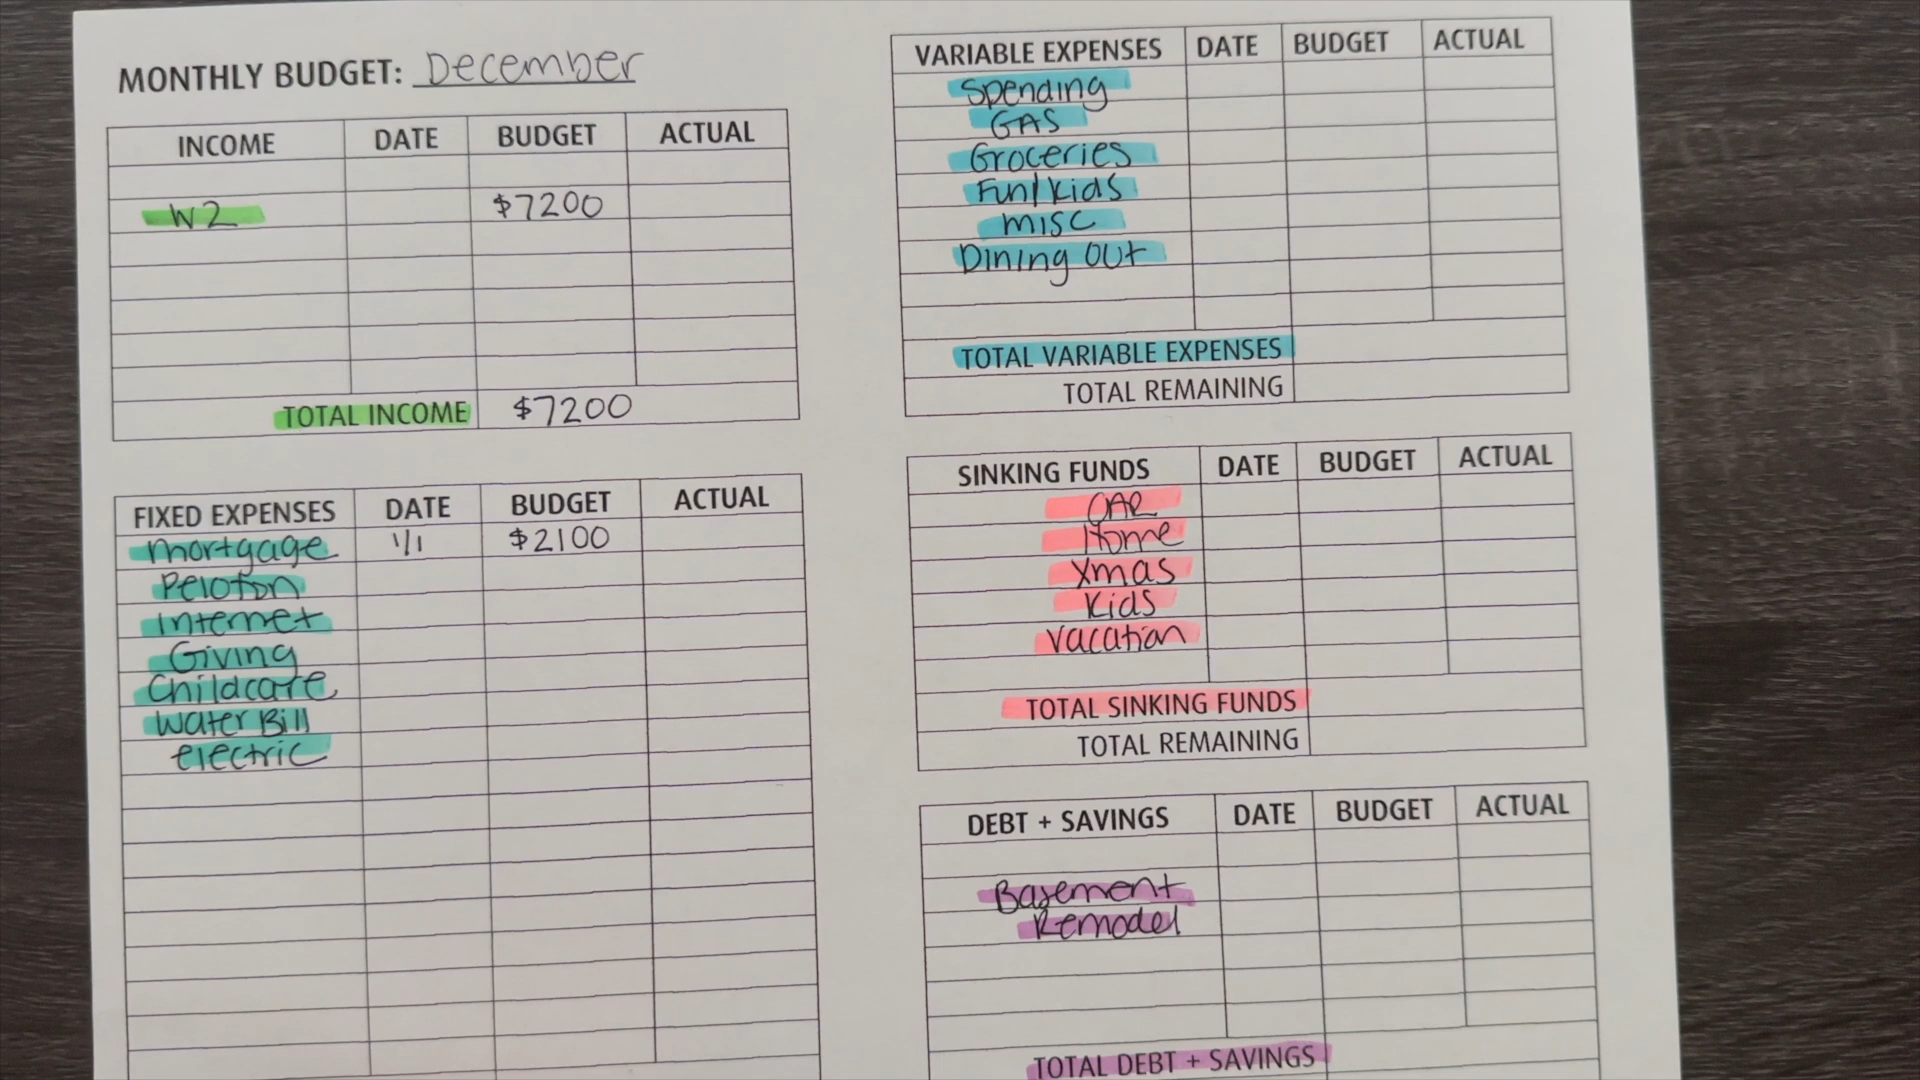 MONTHLY BUDGET: December
INCOME DATE BUDGET ACTUAL
W2 $7200
TOTAL INCOME $7200
FIXED EXPENSES DATE BUDGET ACTUAL
mortgage 1/1 $2100
Peloton
Internet
Giving
Childcare
Water Bill
electric
VARIABLE EXPENSES DATE BUDGET ACTUAL
Spending
GAS
Groceries
Fun/kids
misc
Dining out
TOTAL VARIABLE EXPENSES
TOTAL REMAINING
SINKING FUNDS DATE BUDGET ACTUAL
CAR
Home
Xmas
Kids
Vacation
TOTAL SINKING FUNDS
TOTAL REMAINING
DEBT + SAVINGS DATE BUDGET ACTUAL
Basement
Remodel
TOTAL DEBT + SAVINGS